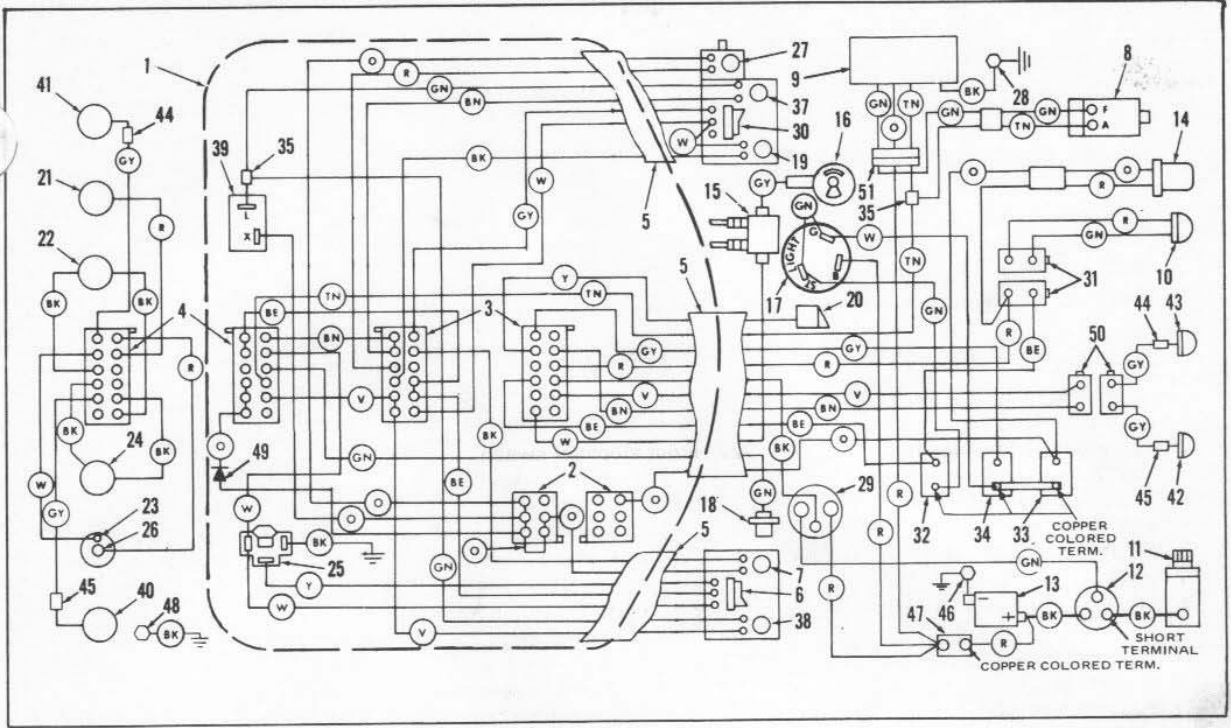 41
44
GY
21
R
22
BK
BK
4
R
BK
24
BK
W
GY
23
26
45
40
48
BK
1
O
R
GN
BN
39
35
L
X
BK
W
GY
5
TN
BE
BN
3
Y
TN
GY
R
V
V
BN
BE
W
BK
GN
O
49
2
BE
O
O
O
O
W
BK
25
GN
Y
W
V
5
5
27
37
30
W
19
9
GN
O
TN
BK
28
8
GN
F
TN
A
GN
14
O
R
51
35
16
GY
15
GN
G
LIGHT
ST
B
W
17
20
TN
GN
R
GN
10
31
GY
R
R
BE
V
BN
BE
O
BK
50
44
43
GY
GY
45
42
GN
18
29
R
32
34
33
COPPER
COLORED
TERM.
11
GN
12
13
R
R
46
47
−
+
BK
BK
R
SHORT
TERMINAL
COPPER COLORED TERM.
7
6
38